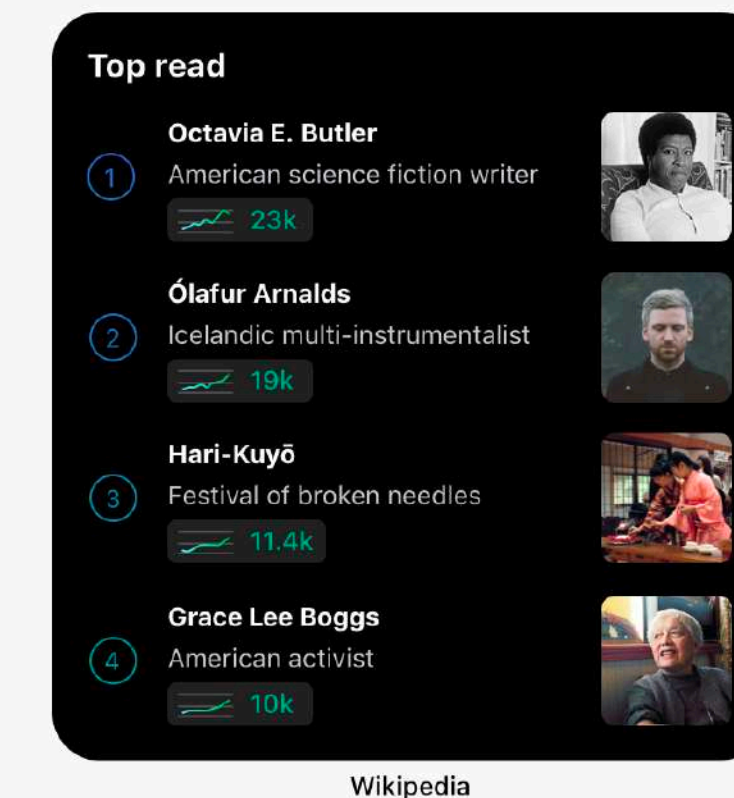 Top read
Octavia E. Butler
1
American science fiction writer
23k
Ólafur Arnalds
2
Icelandic multi-instrumentalist
19k
Hari-Kuyō
3
Festival of broken needles
11.4k
Grace Lee Boggs
4
American activist
10k
Wikipedia